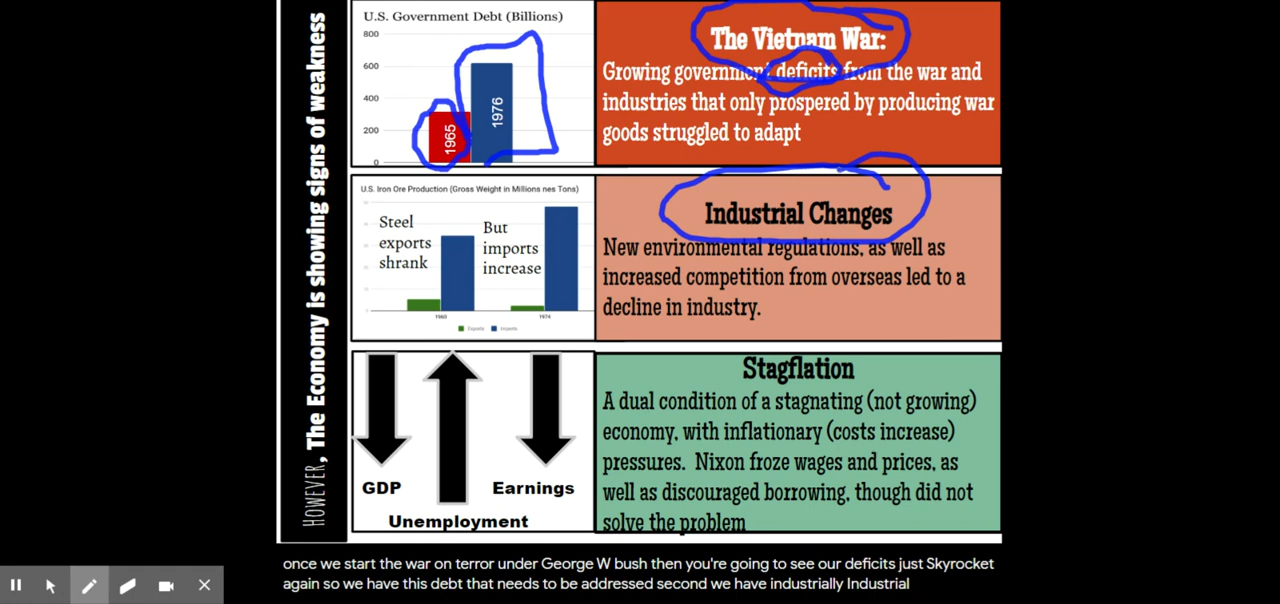 HOWEVER, The Economy is showing signs of weakness
U.S. Government Debt (Billions)
800
600
400
200
0
1965
1976
The Vietnam War:
Growing government deficits from the war and
industries that only prospered by producing war
goods struggled to adapt
U.S. Iron Ore Production (Gross Weight in Millions nes Tons)
Steel
exports
shrank
But
imports
increase
1974
Exports
Imports
Industrial Changes
New environmental regulations, as well as
increased competition from overseas led to a
decline in industry.
GDP
Unemployment
Earnings
Stagflation
A dual condition of a stagnating (not growing)
economy, with inflationary (costs increase)
pressures. Nixon froze wages and prices, as
well as discouraged borrowing, though did not
solve the problem
once we start the war on terror under George W bush then you're going to see our deficits just Skyrocket
again so we have this debt that needs to be addressed second we have industrially Industrial